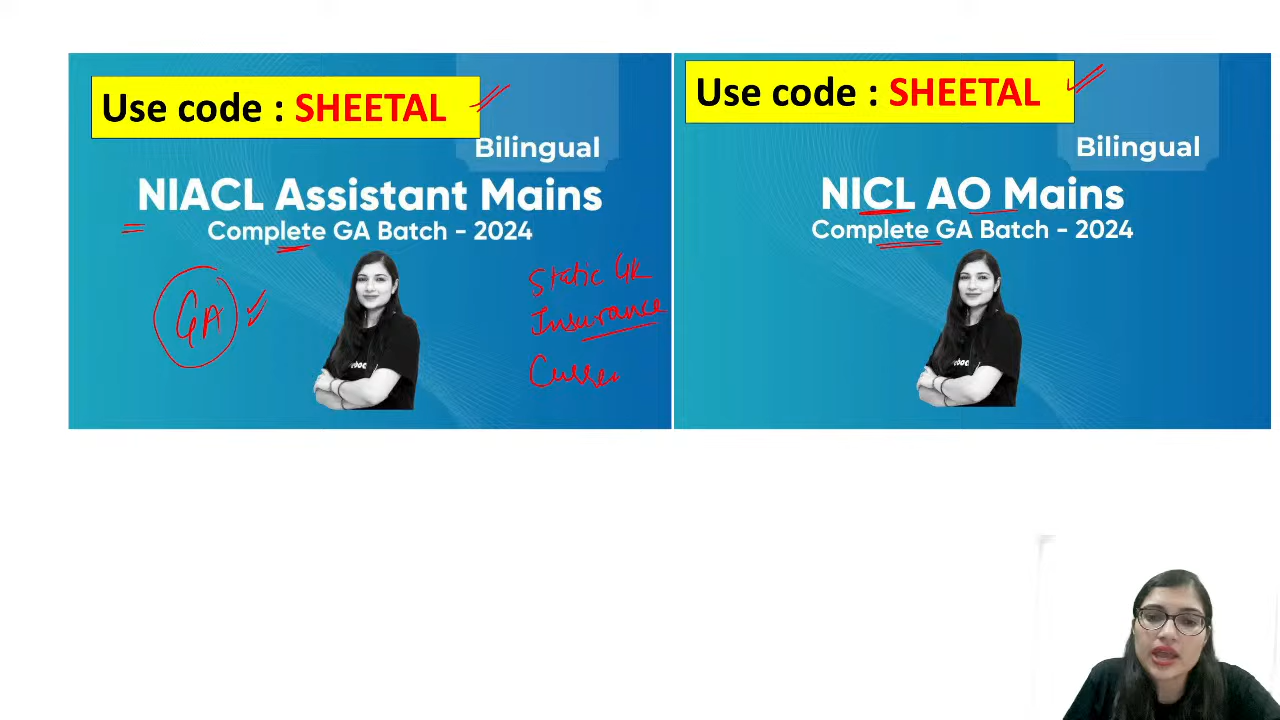 Use code : SHEETAL
Bilingual
NIACL Assistant Mains
Complete GA Batch - 2024
GA
Static GK
Insurance
Use code : SHEETAL
Bilingual
NICL AO Mains
Complete GA Batch - 2024